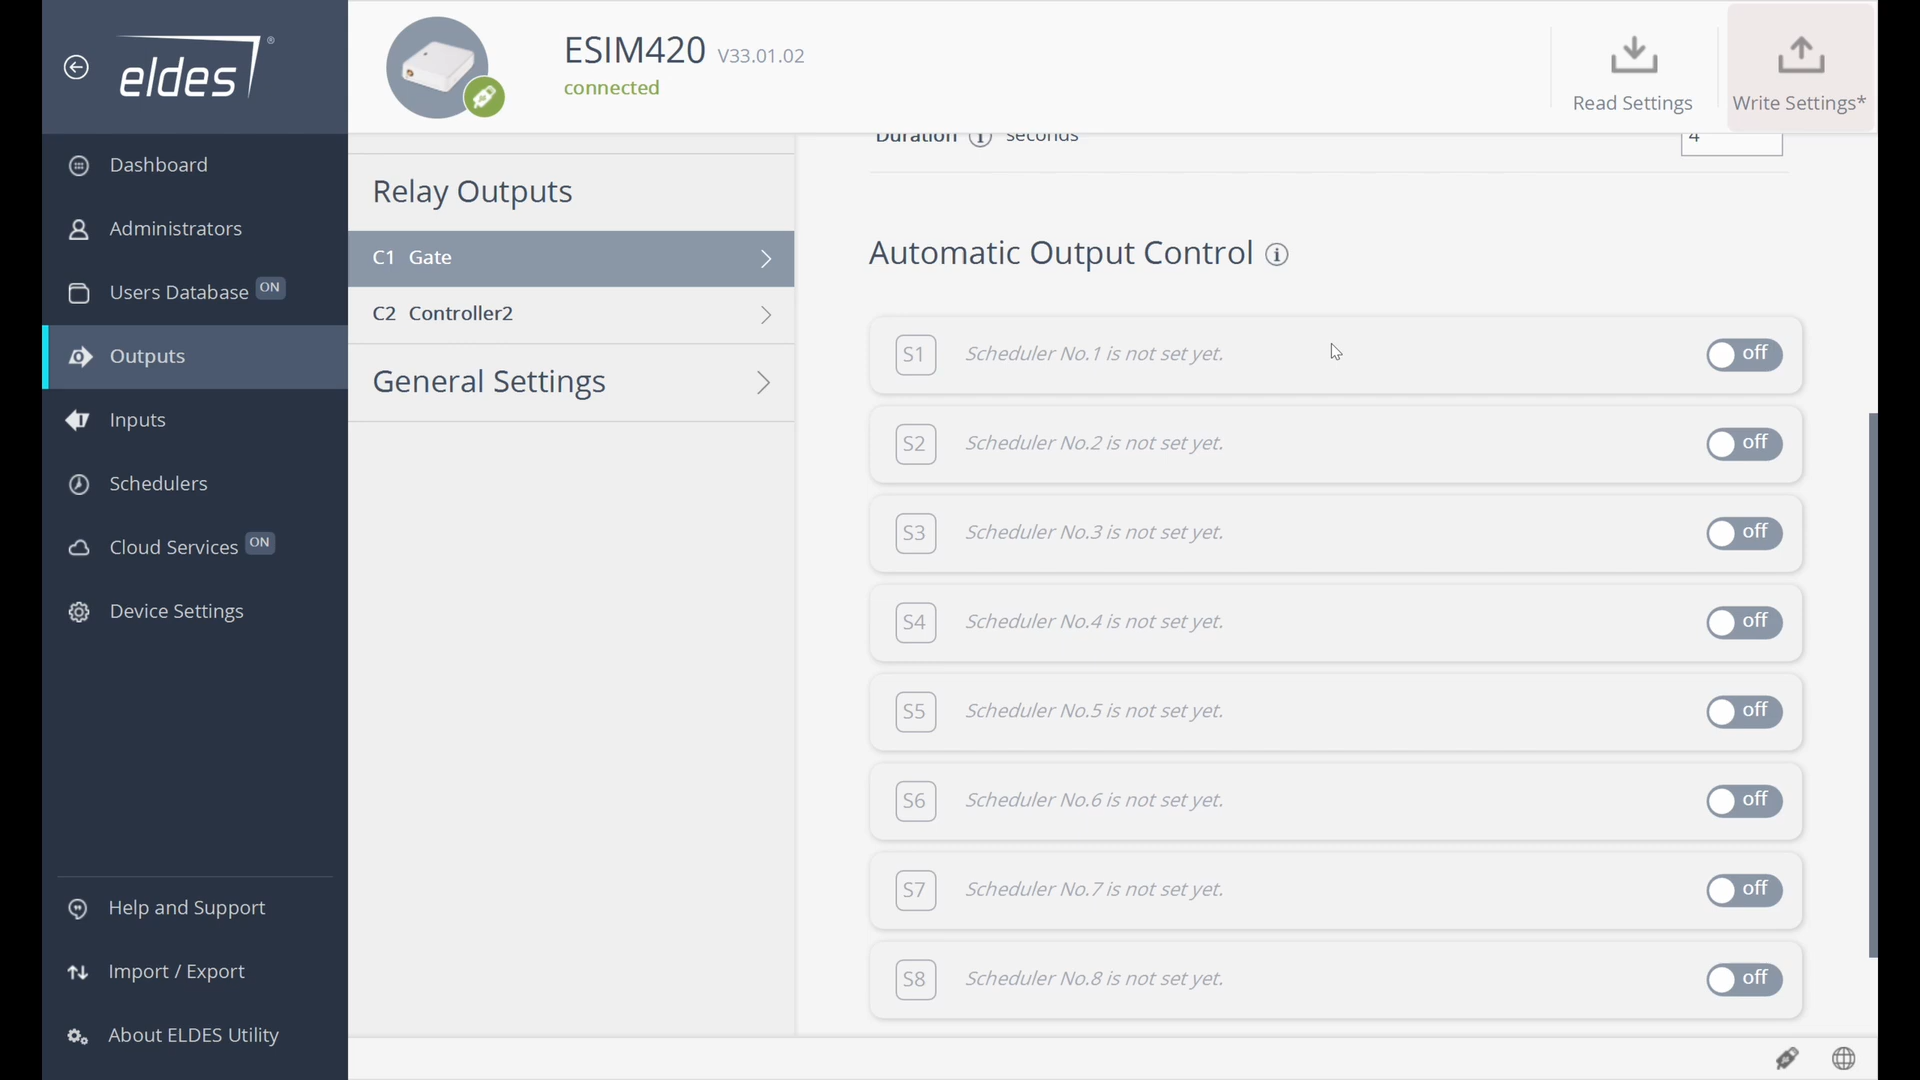 eldes®
ESIM420 V33.01.02
connected
Read Settings
Write Settings*
Dashboard
Administrators
Users Database ON
Outputs
Inputs
Schedulers
Cloud Services ON
Device Settings
Help and Support
Import / Export
About ELDES Utility
Relay Outputs
C1 Gate
C2 Controller2
General Settings
Duration i seconds 4
Automatic Output Control i
S1 Scheduler No.1 is not set yet. off
S2 Scheduler No.2 is not set yet. off
S3 Scheduler No.3 is not set yet. off
S4 Scheduler No.4 is not set yet. off
S5 Scheduler No.5 is not set yet. off
S6 Scheduler No.6 is not set yet. off
S7 Scheduler No.7 is not set yet. off
S8 Scheduler No.8 is not set yet. off